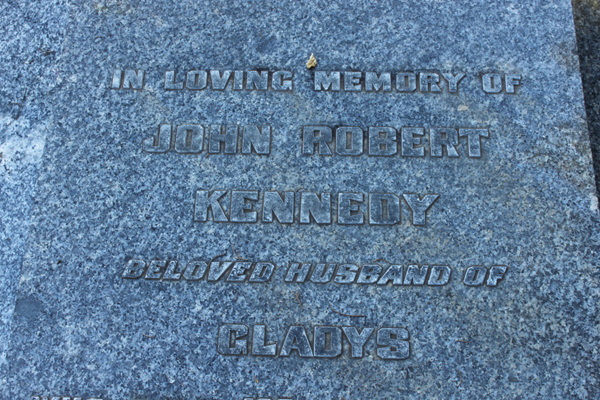 IN LOVING MEMORY OF
JOHN ROBERT
KENNEDY
BELOVED HUSBAND OF
GLADYS